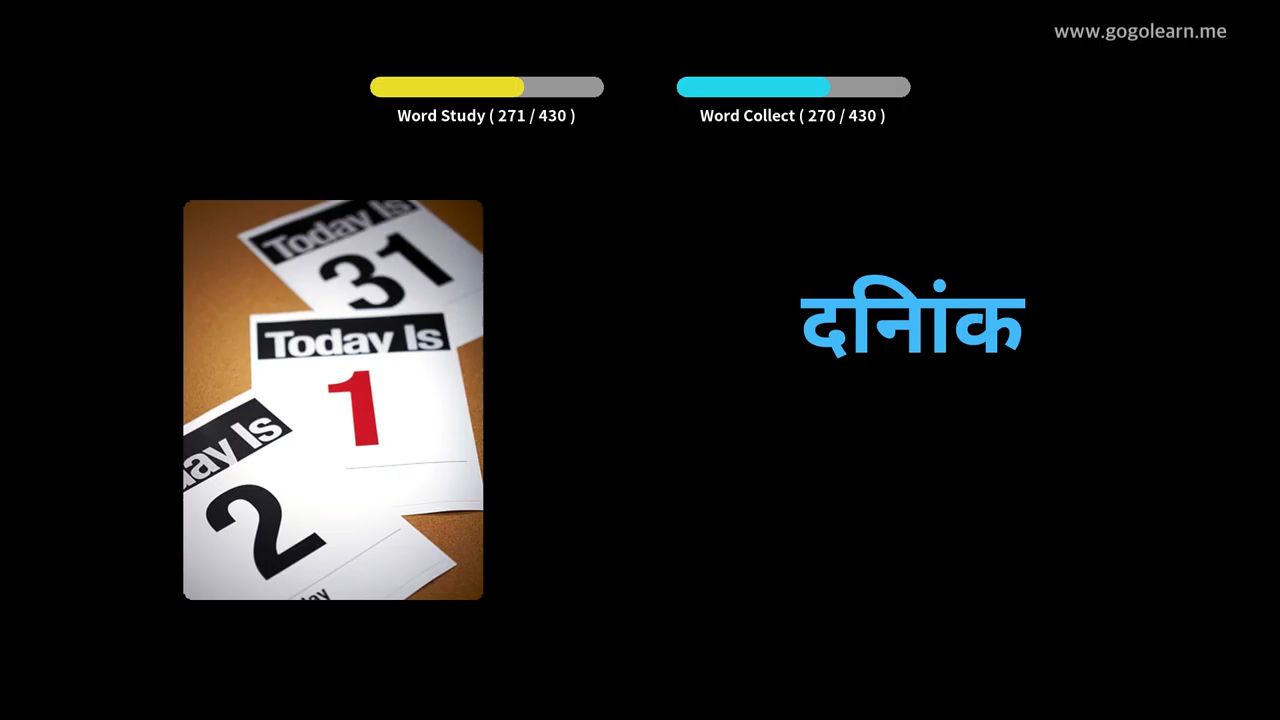 www.gogolearn.me
Word Study ( 271 / 430 )
Word Collect ( 270 / 430 )
Today Is
31
Today Is
1
ay Is
2
दनिांक